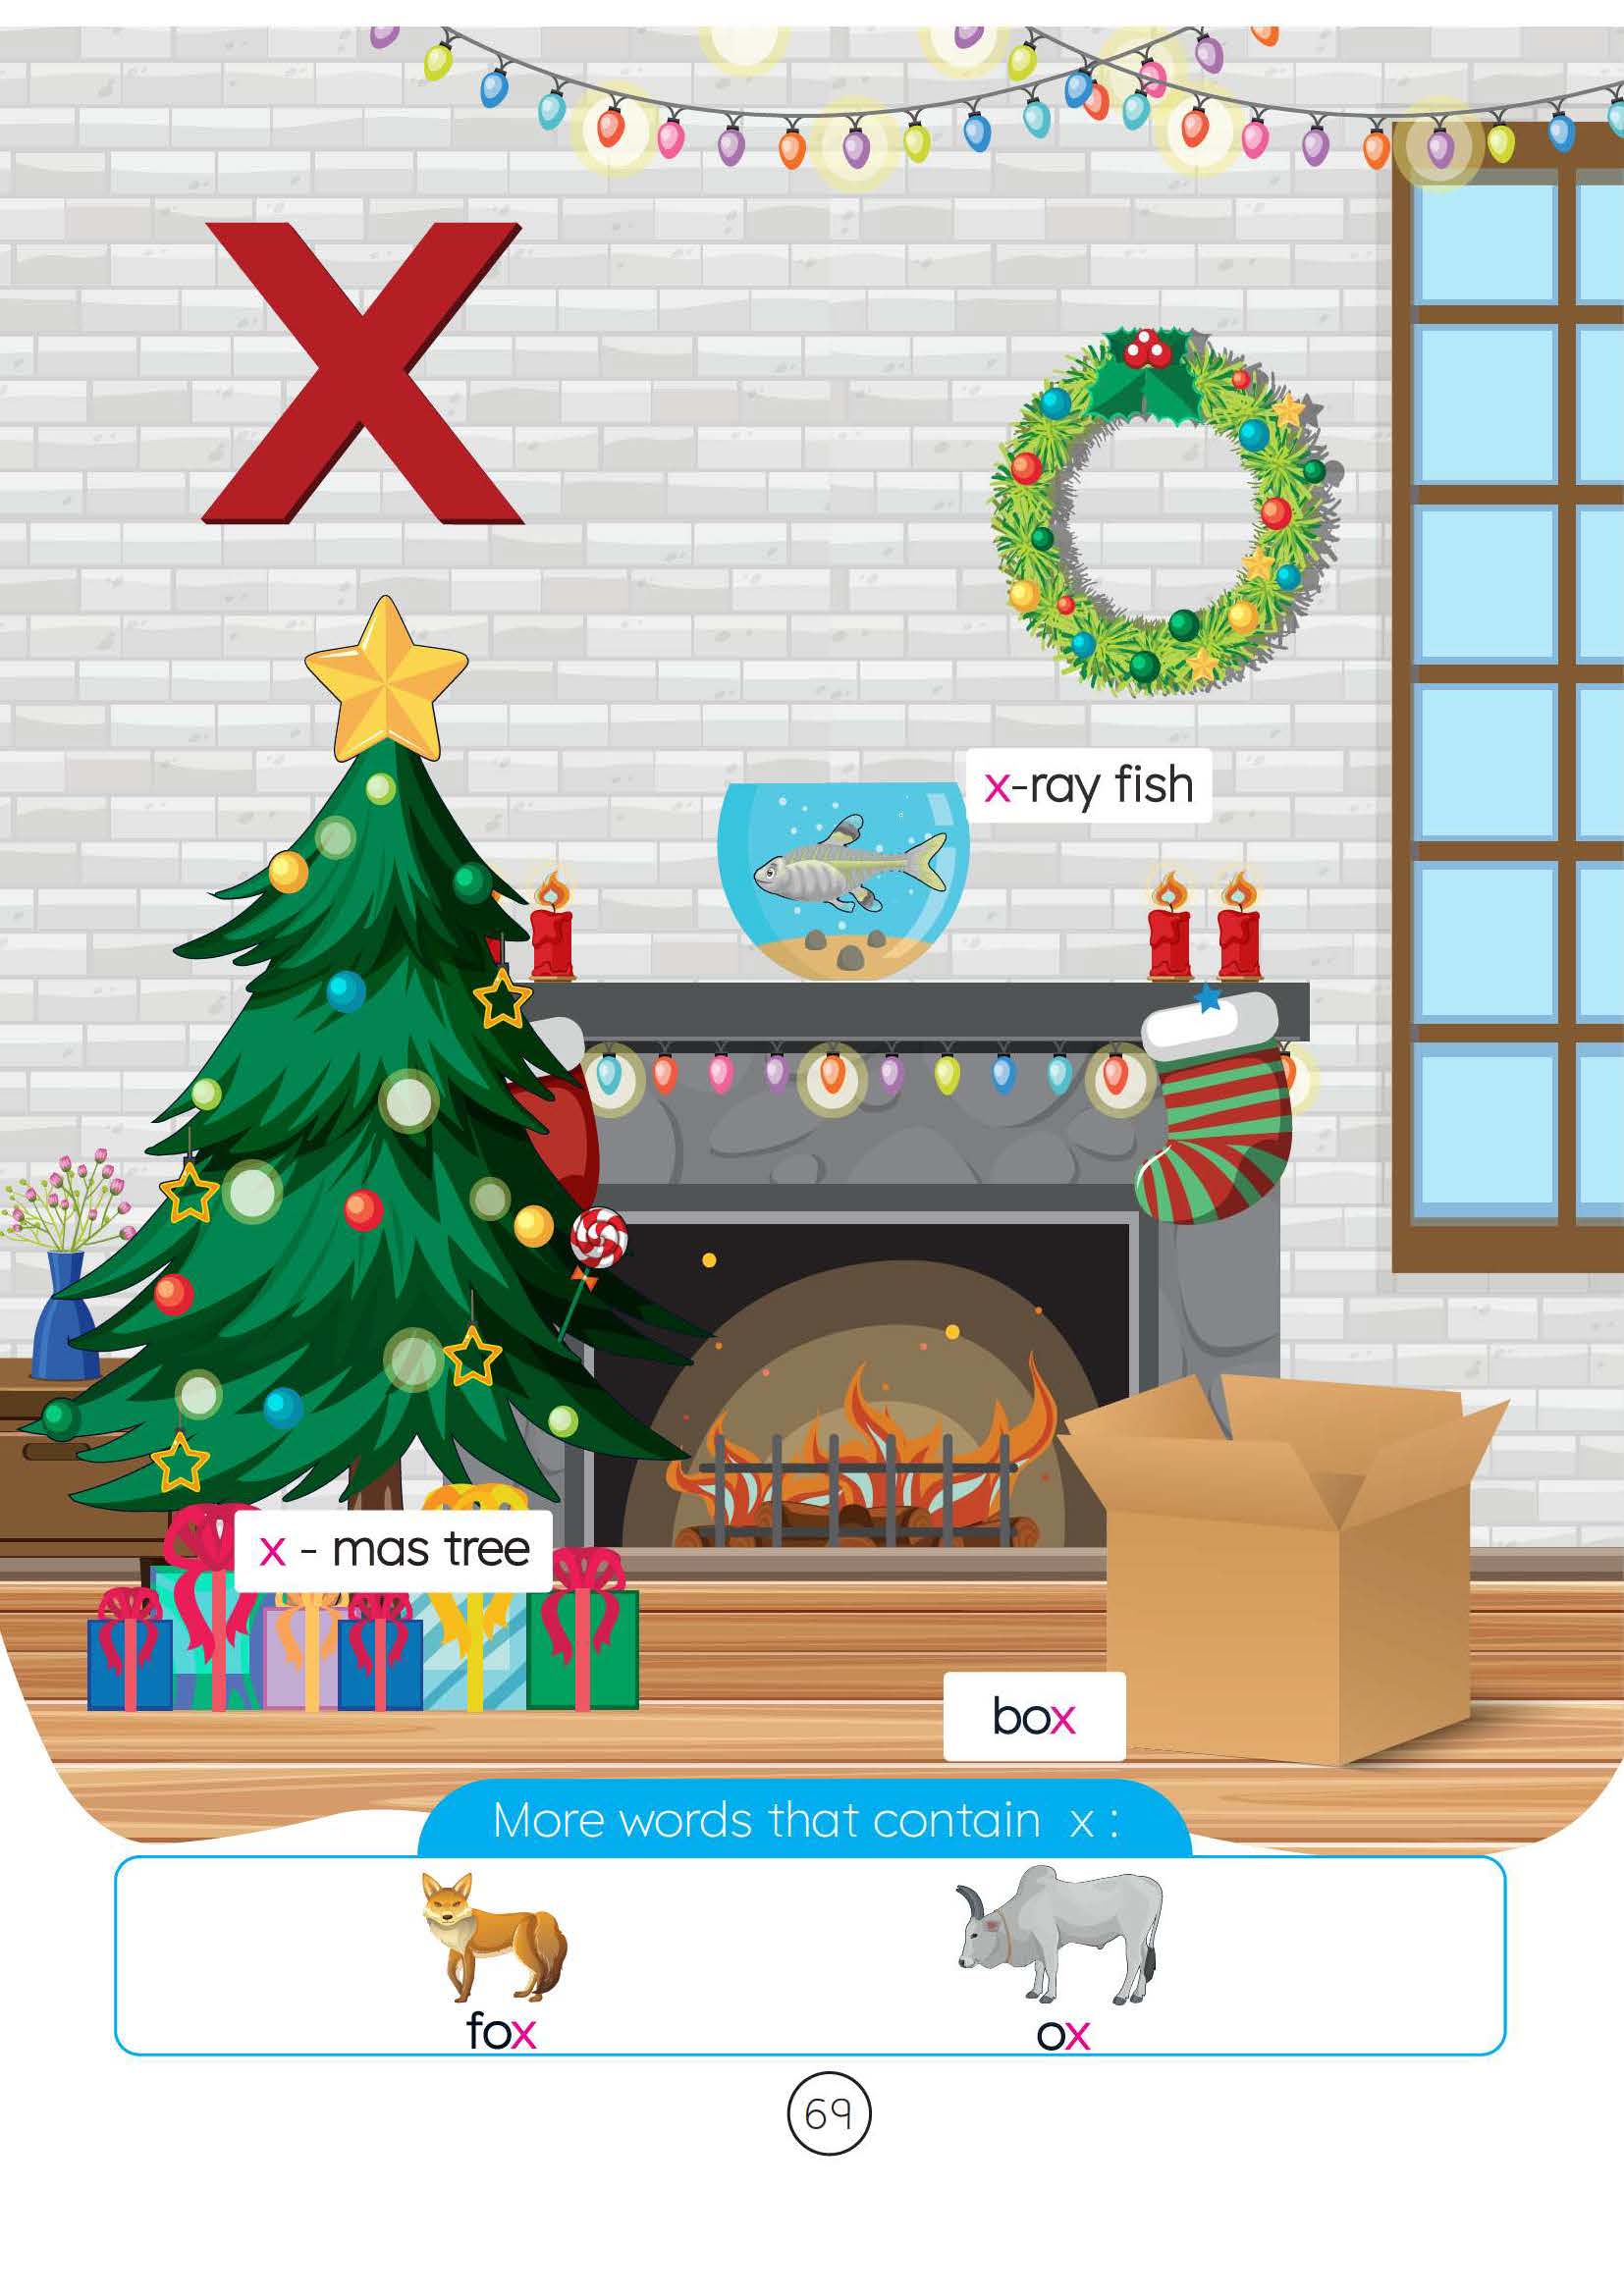 X
x-ray fish
x - mas tree
box
More words that contain x :
fox
ox
69